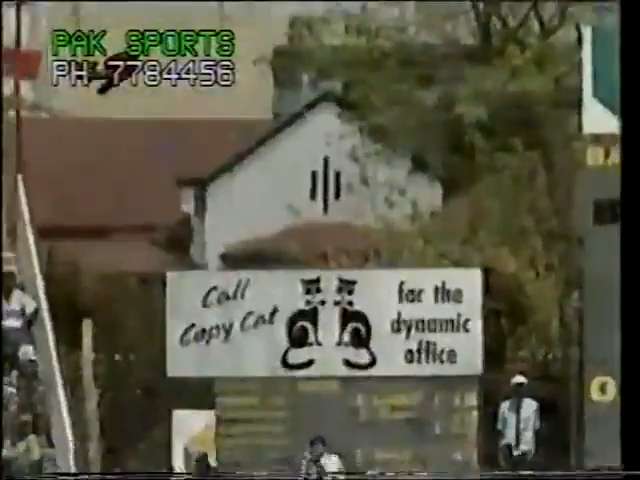 PAK SPORTS
PH 7784456
Call
Copy Cat
for the
dynamic
office